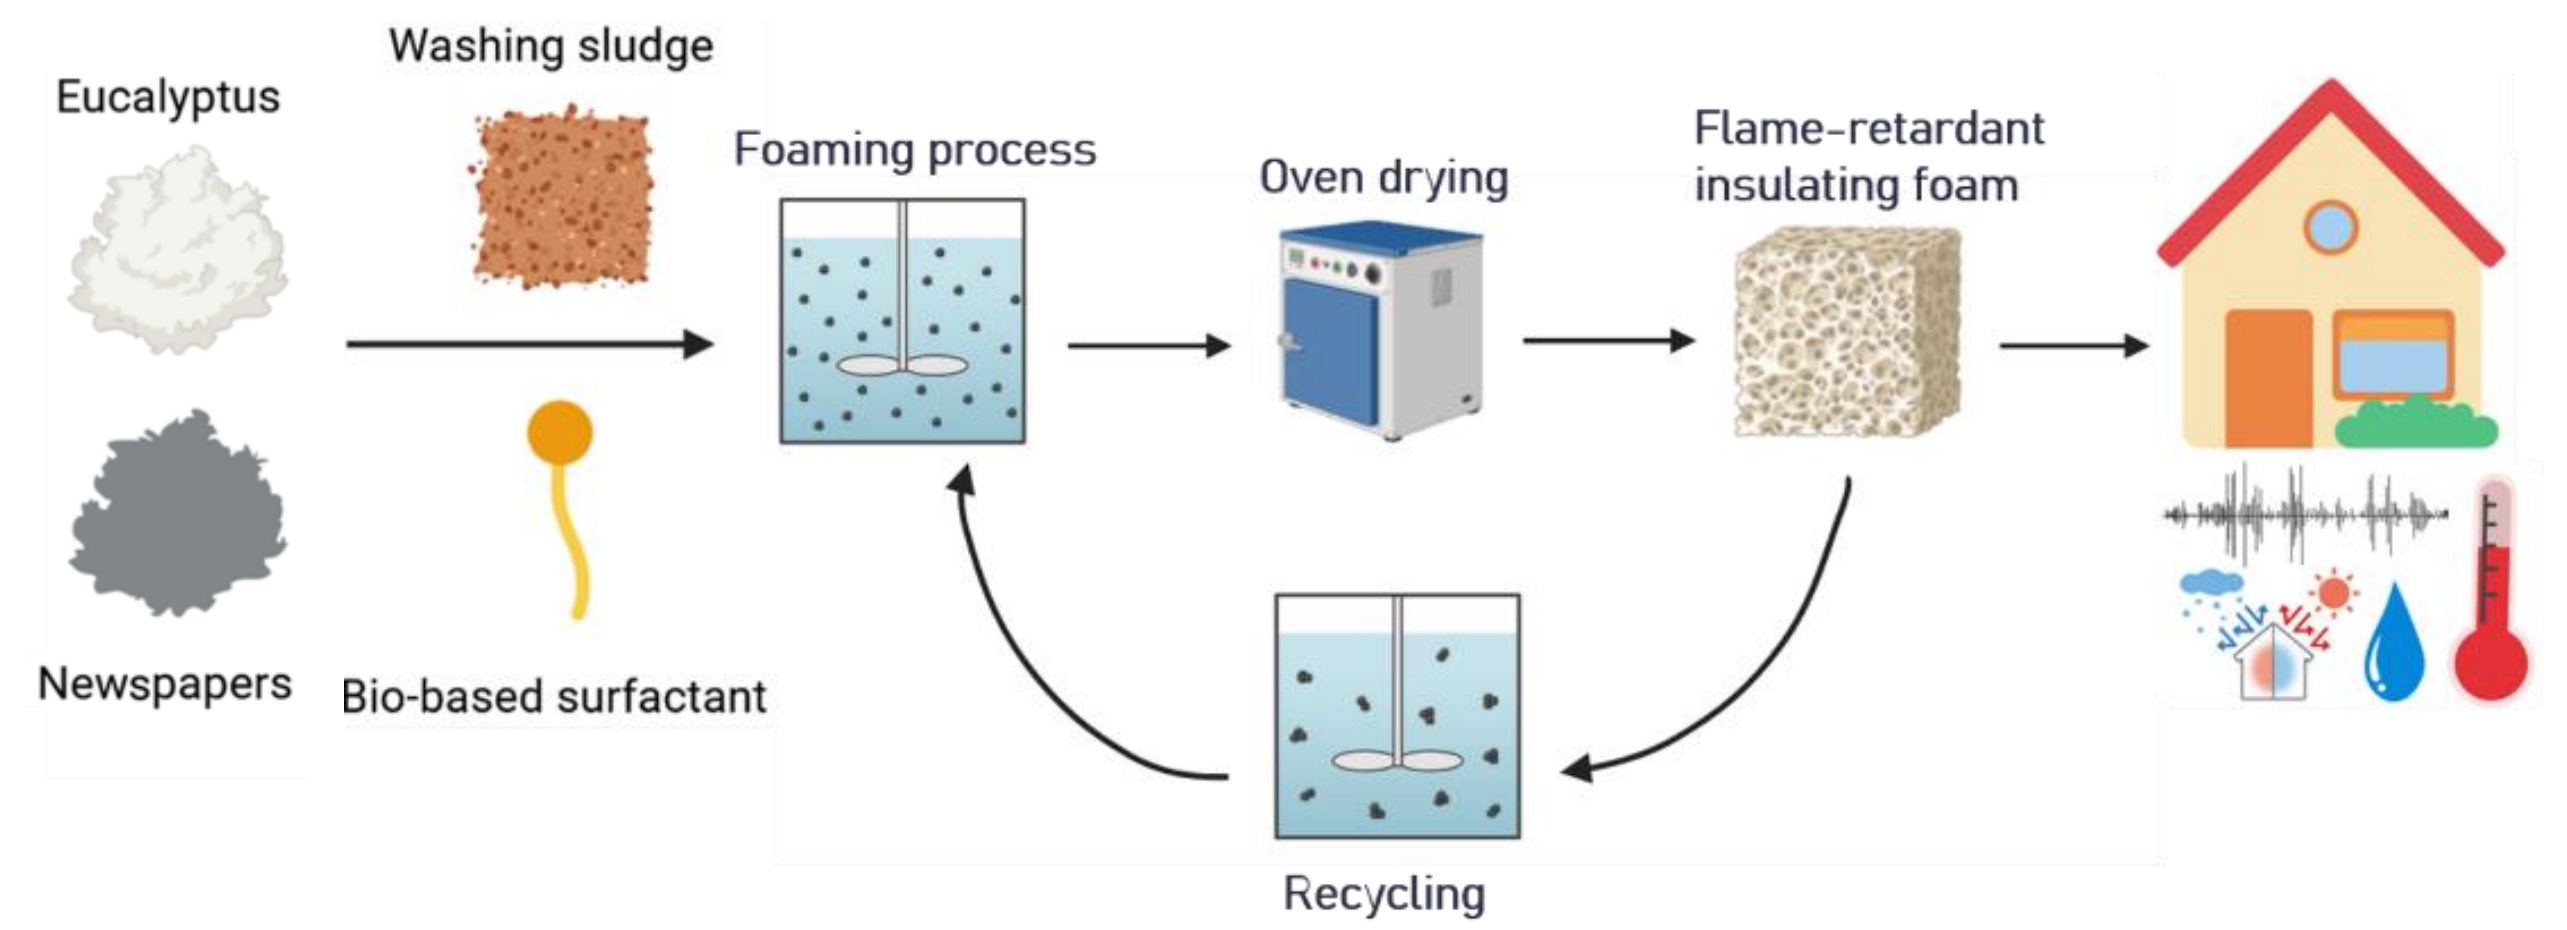 Eucalyptus
Newspapers
Washing sludge
Bio-based surfactant
Foaming process
Oven drying
Flame-retardant
insulating foam
Recycling